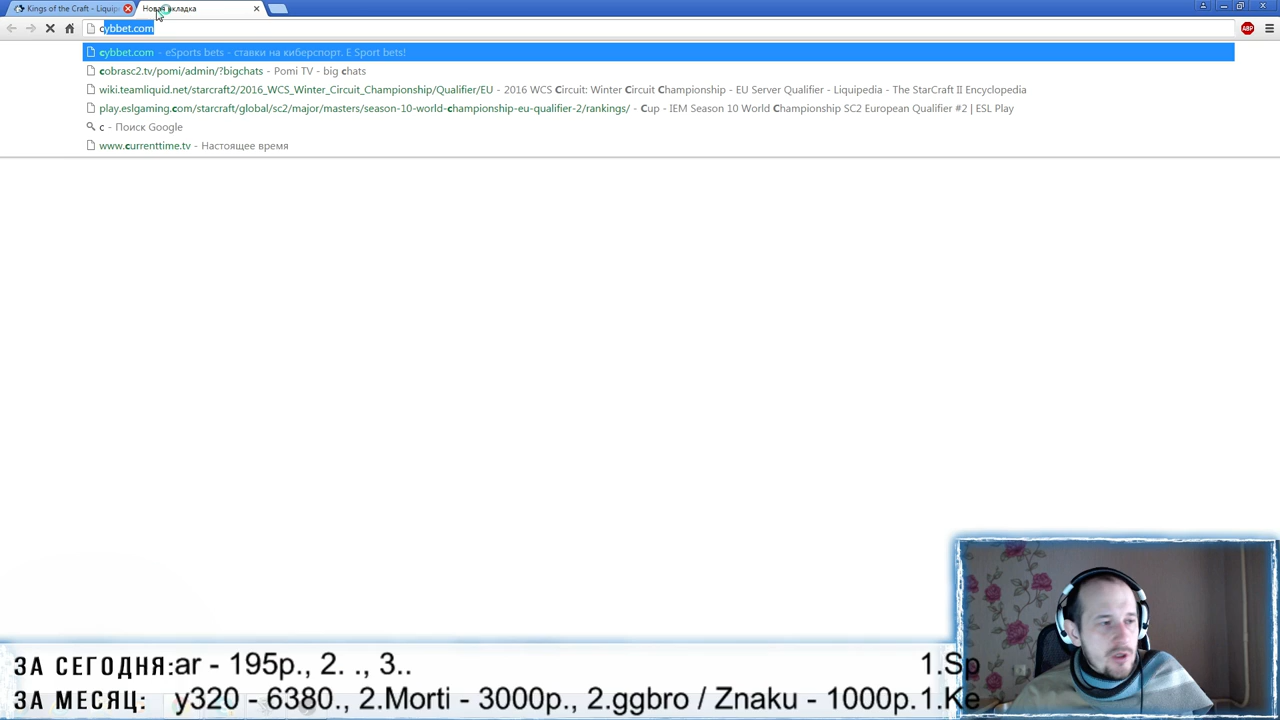 Kings of the Craft - Liquip
Новая вкладка
cybbet.com
cybbet.com - eSports bets - ставки на киберспорт. E Sport bets!
cobrasc2.tv/pomi/admin/?bigchats - Pomi TV - big chats
wiki.teamliquid.net/starcraft2/2016_WCS_Winter_Circuit_Championship/Qualifier/EU - 2016 WCS Circuit: Winter Circuit Championship - EU Server Qualifier - Liquipedia - The StarCraft II Encyclopedia
play.eslgaming.com/starcraft/global/sc2/major/masters/season-10-world-championship-eu-qualifier-2/rankings/ - Cup - IEM Season 10 World Championship SC2 European Qualifier #2 | ESL Play
c - Поиск Google
www.currenttime.tv - Настоящее время
ABP
ЗА СЕГОДНЯ: ar - 195р., 2. ., 3.. 1.Sp
ЗА МЕСЯЦ: y320 - 6380., 2.Morti - 3000р., 2.ggbro / Znaku - 1000р. 1.Ke